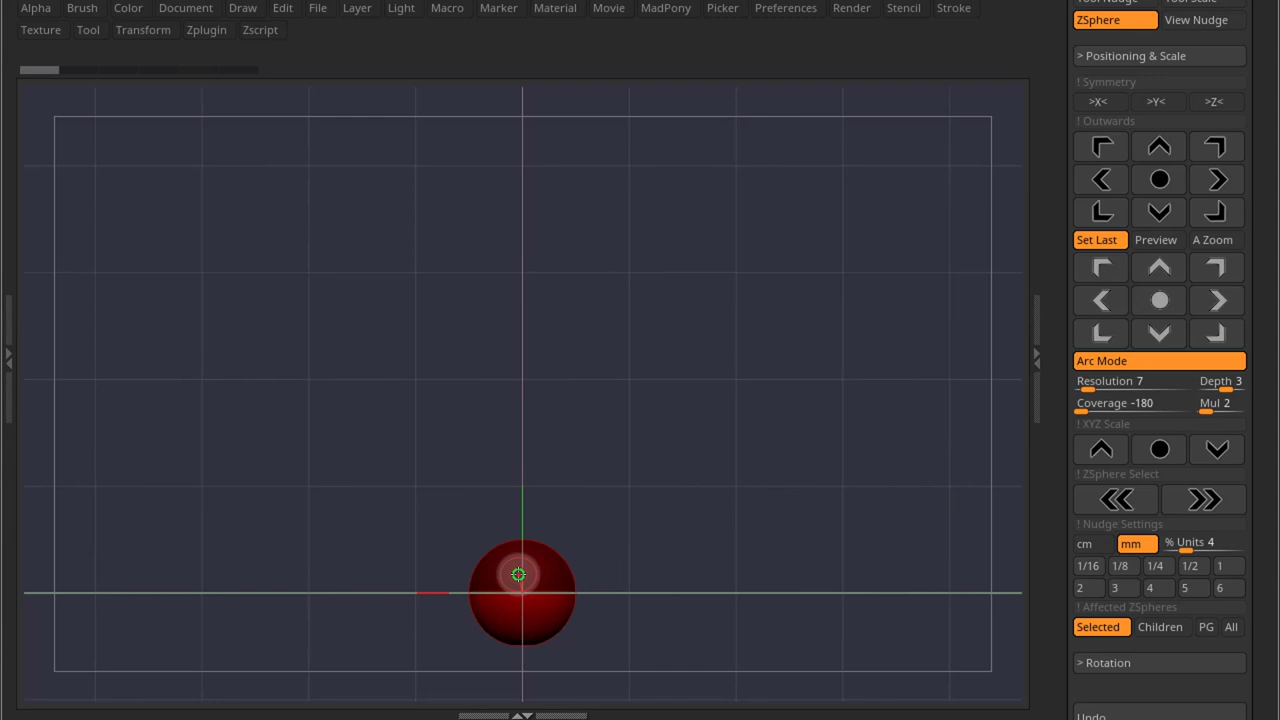 Alpha Brush Color Document Draw Edit File Layer Light Macro Marker Material Movie MadPony Picker Preferences Render Stencil Stroke
Texture Tool Transform Zplugin Zscript
Tool Nudge Tool Scale
ZSphere View Nudge
> Positioning & Scale
! Symmetry
>X< >Y< >Z<
! Outwards
Set Last Preview A Zoom
Arc Mode
Resolution 7 Depth 3
Coverage -180 Mul 2
! XYZ Scale
! ZSphere Select
! Nudge Settings
cm mm % Units 4
1/16 1/8 1/4 1/2 1
2 3 4 5 6
! Affected ZSpheres
Selected Children PG All
> Rotation
Undo